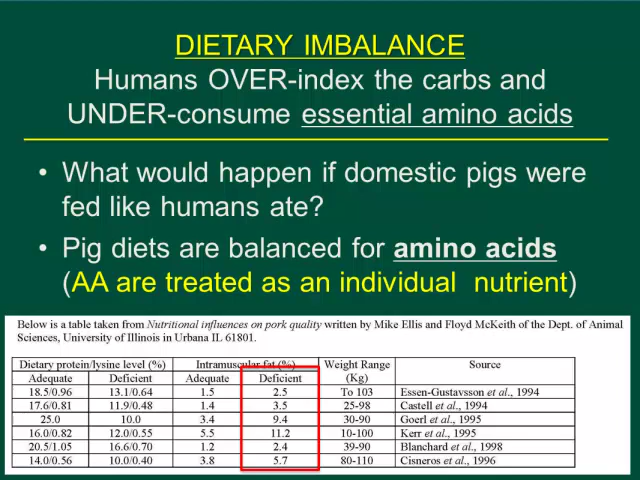 DIETARY IMBALANCE
Humans OVER-index the carbs and
UNDER-consume essential amino acids
• What would happen if domestic pigs were
fed like humans ate?
• Pig diets are balanced for amino acids
(AA are treated as an individual nutrient)
Below is a table taken from Nutritional influences on pork quality written by Mike Ellis and Floyd McKeith of the Dept. of Animal
Sciences, University of Illinois in Urbana IL 61801.
Dietary protein/lysine level (%) Intramuscular fat (%) Weight Range Source
Adequate Deficient Adequate Deficient (Kg)
18.5/0.96 13.1/0.64 1.5 2.5 To 103 Essen-Gustavsson et al., 1994
17.6/0.81 11.9/0.48 1.4 3.5 25-98 Castell et al., 1994
25.0 10.0 3.4 9.4 30-90 Goerl et al., 1995
16.0/0.82 12.0/0.55 5.5 11.2 10-100 Kerr et al., 1995
20.5/1.05 16.6/0.70 1.2 2.4 39-90 Blanchard et al., 1998
14.0/0.56 10.0/0.40 3.8 5.7 80-110 Cisneros et al., 1996